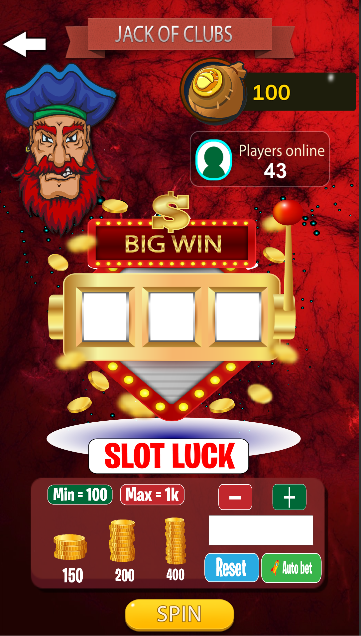 JACK OF CLUBS
100
Players online
43
$
BIG WIN
SLOT LUCK
Min = 100
Max = 1k
-
+
150
200
400
Reset
Auto bet
SPIN